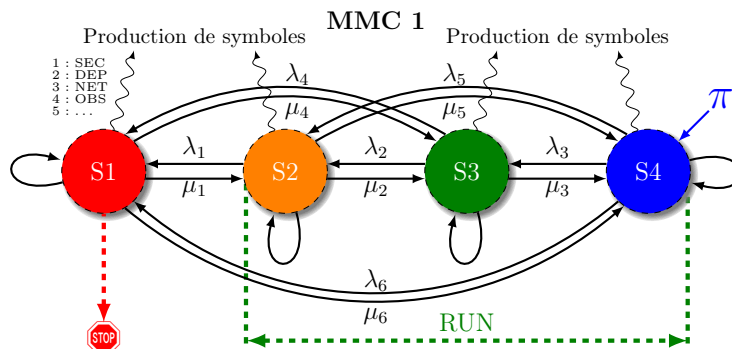 MMC 1
Production de symboles
Production de symboles
1 : SEC
2 : DEP
3 : NET
4 : OBS
5 : ...
λ4
λ5
μ4
μ5
π
λ1
λ2
λ3
S1
S2
S3
S4
μ1
μ2
μ3
λ6
μ6
RUN
STOP